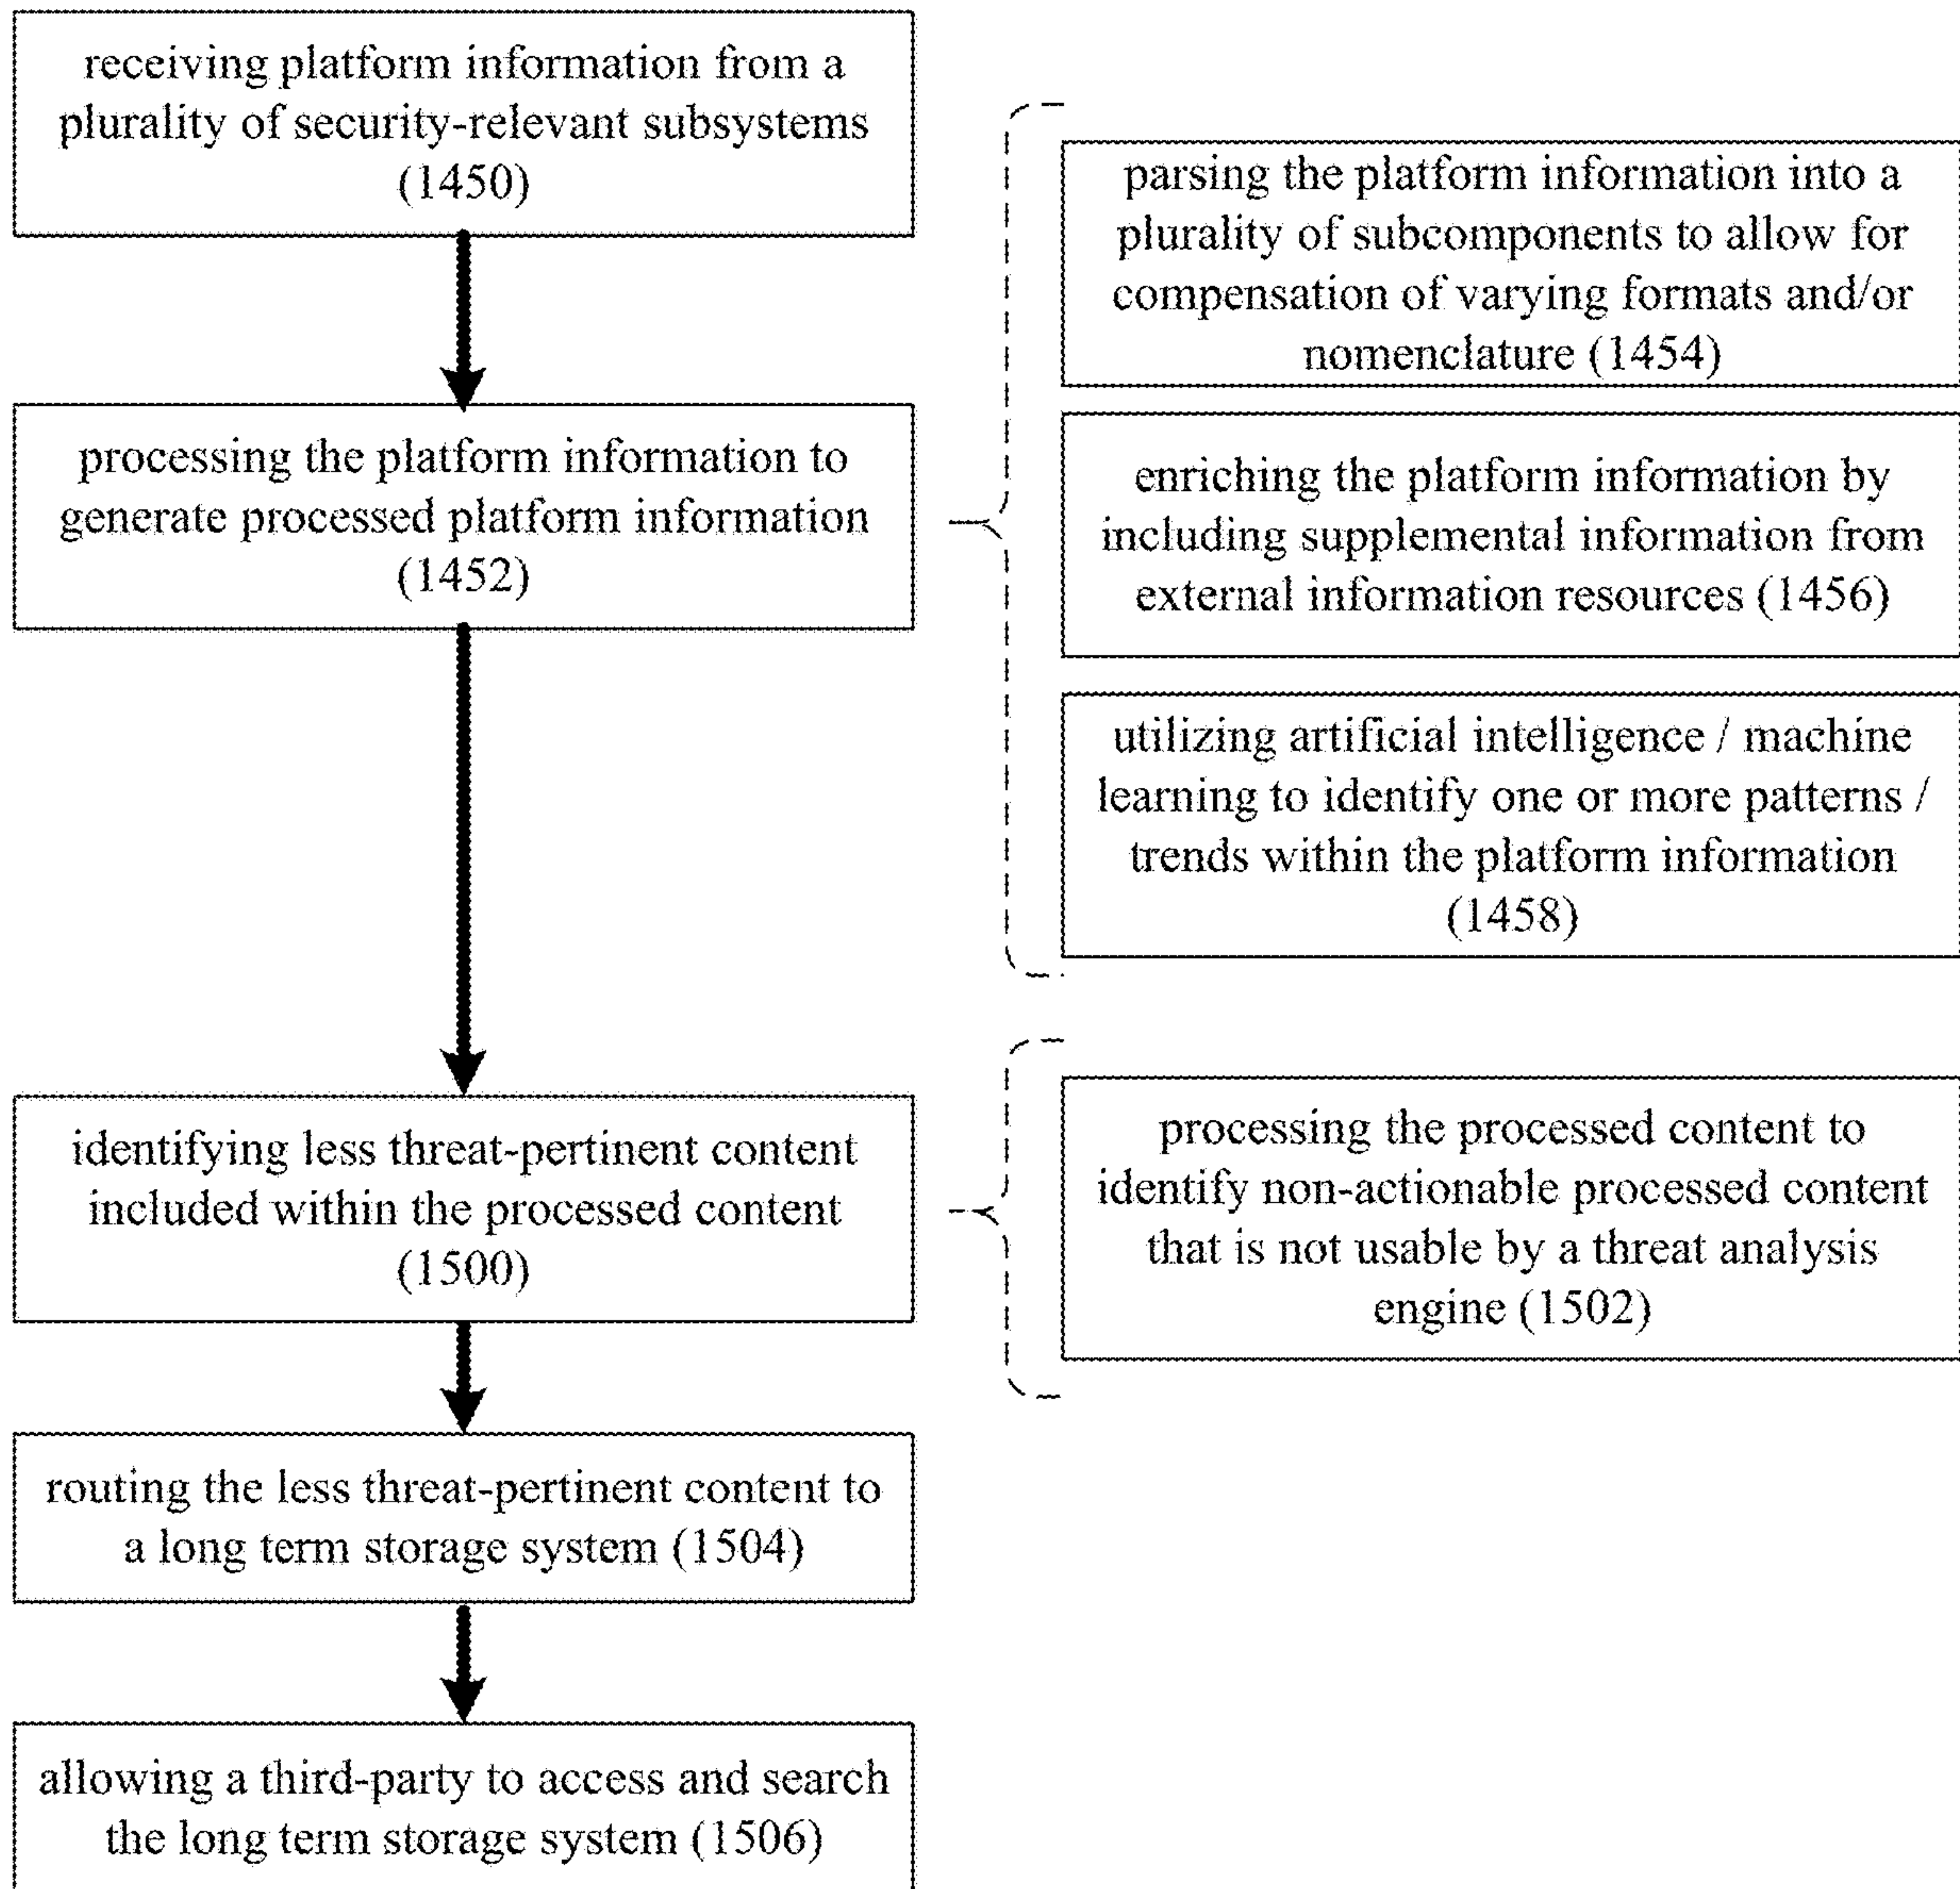 receiving platform information from a
plurality of security-relevant subsystems
(1450)
processing the platform information to
generate processed platform information
(1452)
parsing the platform information into a
plurality of subcomponents to allow for
compensation of varying formats and/or
nomenclature (1454)
enriching the platform information by
including supplemental information from
external information resources (1456)
utilizing artificial intelligence / machine
learning to identify one or more patterns /
trends within the platform information
(1458)
identifying less threat-pertinent content
included within the processed content
(1500)
processing the processed content to
identify non-actionable processed content
that is not usable by a threat analysis
engine (1502)
routing the less threat-pertinent content to
a long term storage system (1504)
allowing a third-party to access and search
the long term storage system (1506)